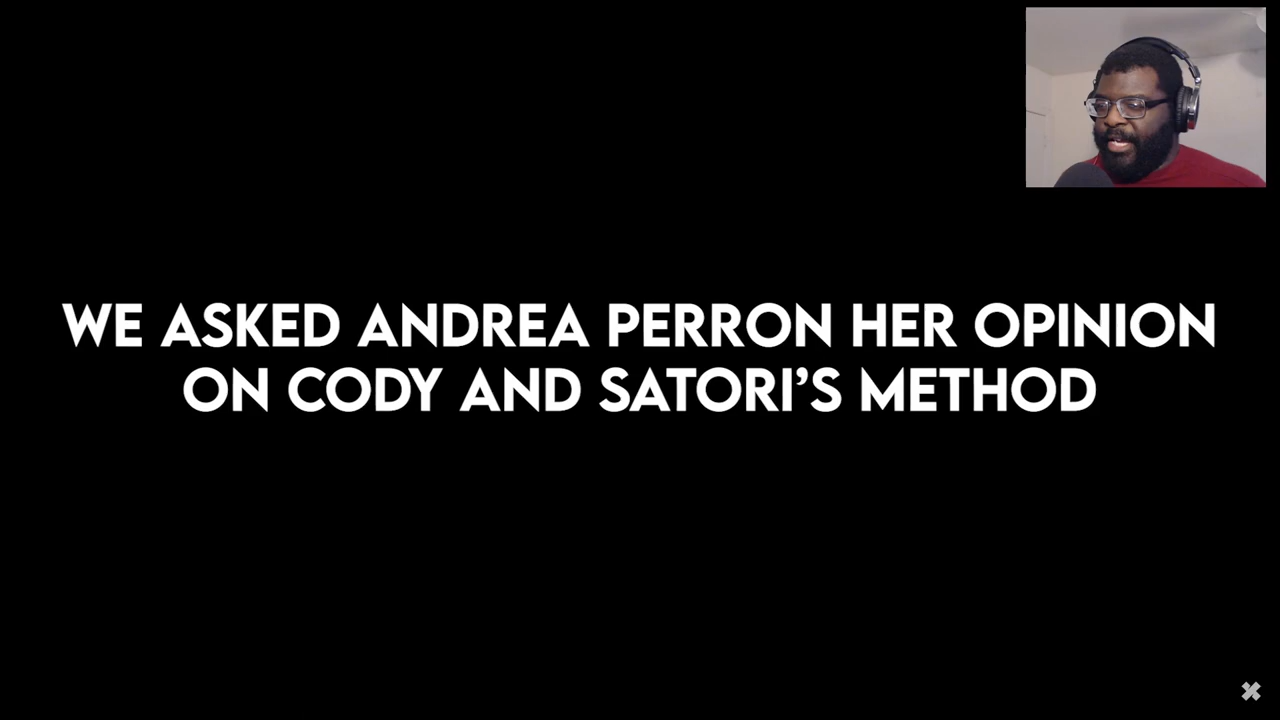 WE ASKED ANDREA PERRON HER OPINION
ON CODY AND SATORI'S METHOD